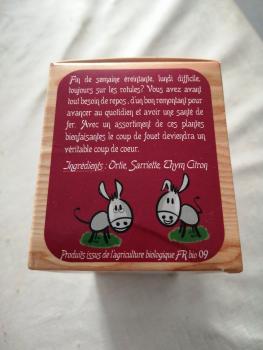 Fin de semaine éreintante, lundi difficile,
toujours sur les rotules? Vous avez avant
tout besoin de repos, d'un bon remontant pour
avancer au quotidien et avoir une santé de
fer. Avec un assortiment de ces plantes
bienfaisantes le coup de fouet deviendra un
véritable coup de coeur.
Ingrédients : Ortie, Sarriette, Thym Citron
Produits issus de l'agriculture biologique FR bio 09